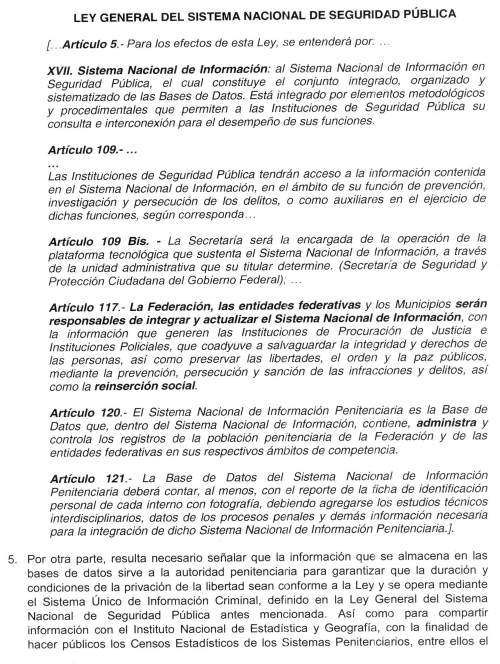 LEY GENERAL DEL SISTEMA NACIONAL DE SEGURIDAD PÚBLICA
[…Artículo 5.- Para los efectos de esta Ley, se entenderá por: …
XVII. Sistema Nacional de Información: al Sistema Nacional de Información en
Seguridad Pública, el cual constituye el conjunto integrado, organizado y
sistematizado de las Bases de Datos. Está integrado por elementos metodológicos
y procedimentales que permiten a las Instituciones de Seguridad Pública su
consulta e interconexión para el desempeño de sus funciones.
Artículo 109.- …
…
Las Instituciones de Seguridad Pública tendrán acceso a la información contenida
en el Sistema Nacional de Información, en el ámbito de su función de prevención,
investigación y persecución de los delitos, o como auxiliares en el ejercicio de
dichas funciones, según corresponda…
Artículo 109 Bis. - La Secretaría será la encargada de la operación de la
plataforma tecnológica que sustenta el Sistema Nacional de Información, a través
de la unidad administrativa que su titular determine. (Secretaría de Seguridad y
Protección Ciudadana del Gobierno Federal); …
Artículo 117.- La Federación, las entidades federativas y los Municipios serán
responsables de integrar y actualizar el Sistema Nacional de Información, con
la información que generen las Instituciones de Procuración de Justicia e
Instituciones Policiales, que coadyuve a salvaguardar la integridad y derechos de
las personas, así como preservar las libertades, el orden y la paz públicos,
mediante la prevención, persecución y sanción de las infracciones y delitos, así
como la reinserción social.
Artículo 120.- El Sistema Nacional de Información Penitenciaria es la Base de
Datos que, dentro del Sistema Nacional de Información, contiene, administra y
controla los registros de la población penitenciaria de la Federación y de las
entidades federativas en sus respectivos ámbitos de competencia.
Artículo 121.- La Base de Datos del Sistema Nacional de Información
Penitenciaria deberá contar, al menos, con el reporte de la ficha de identificación
personal de cada interno con fotografía, debiendo agregarse los estudios técnicos
interdisciplinarios, datos de los procesos penales y demás información necesaria
para la integración de dicho Sistema Nacional de Información Penitenciaria.].
5. Por otra parte, resulta necesario señalar que la información que se almacena en las
bases de datos sirve a la autoridad penitenciaria para garantizar que la duración y
condiciones de la privación de la libertad sean conforme a la Ley y se opera mediante
el Sistema Único de Información Criminal, definido en la Ley General del Sistema
Nacional de Seguridad Pública antes mencionada. Así como para compartir
información con el Instituto Nacional de Estadística y Geografía, con la finalidad de
hacer públicos los Censos Estadísticos de los Sistemas Penitenciarios, entre ellos el